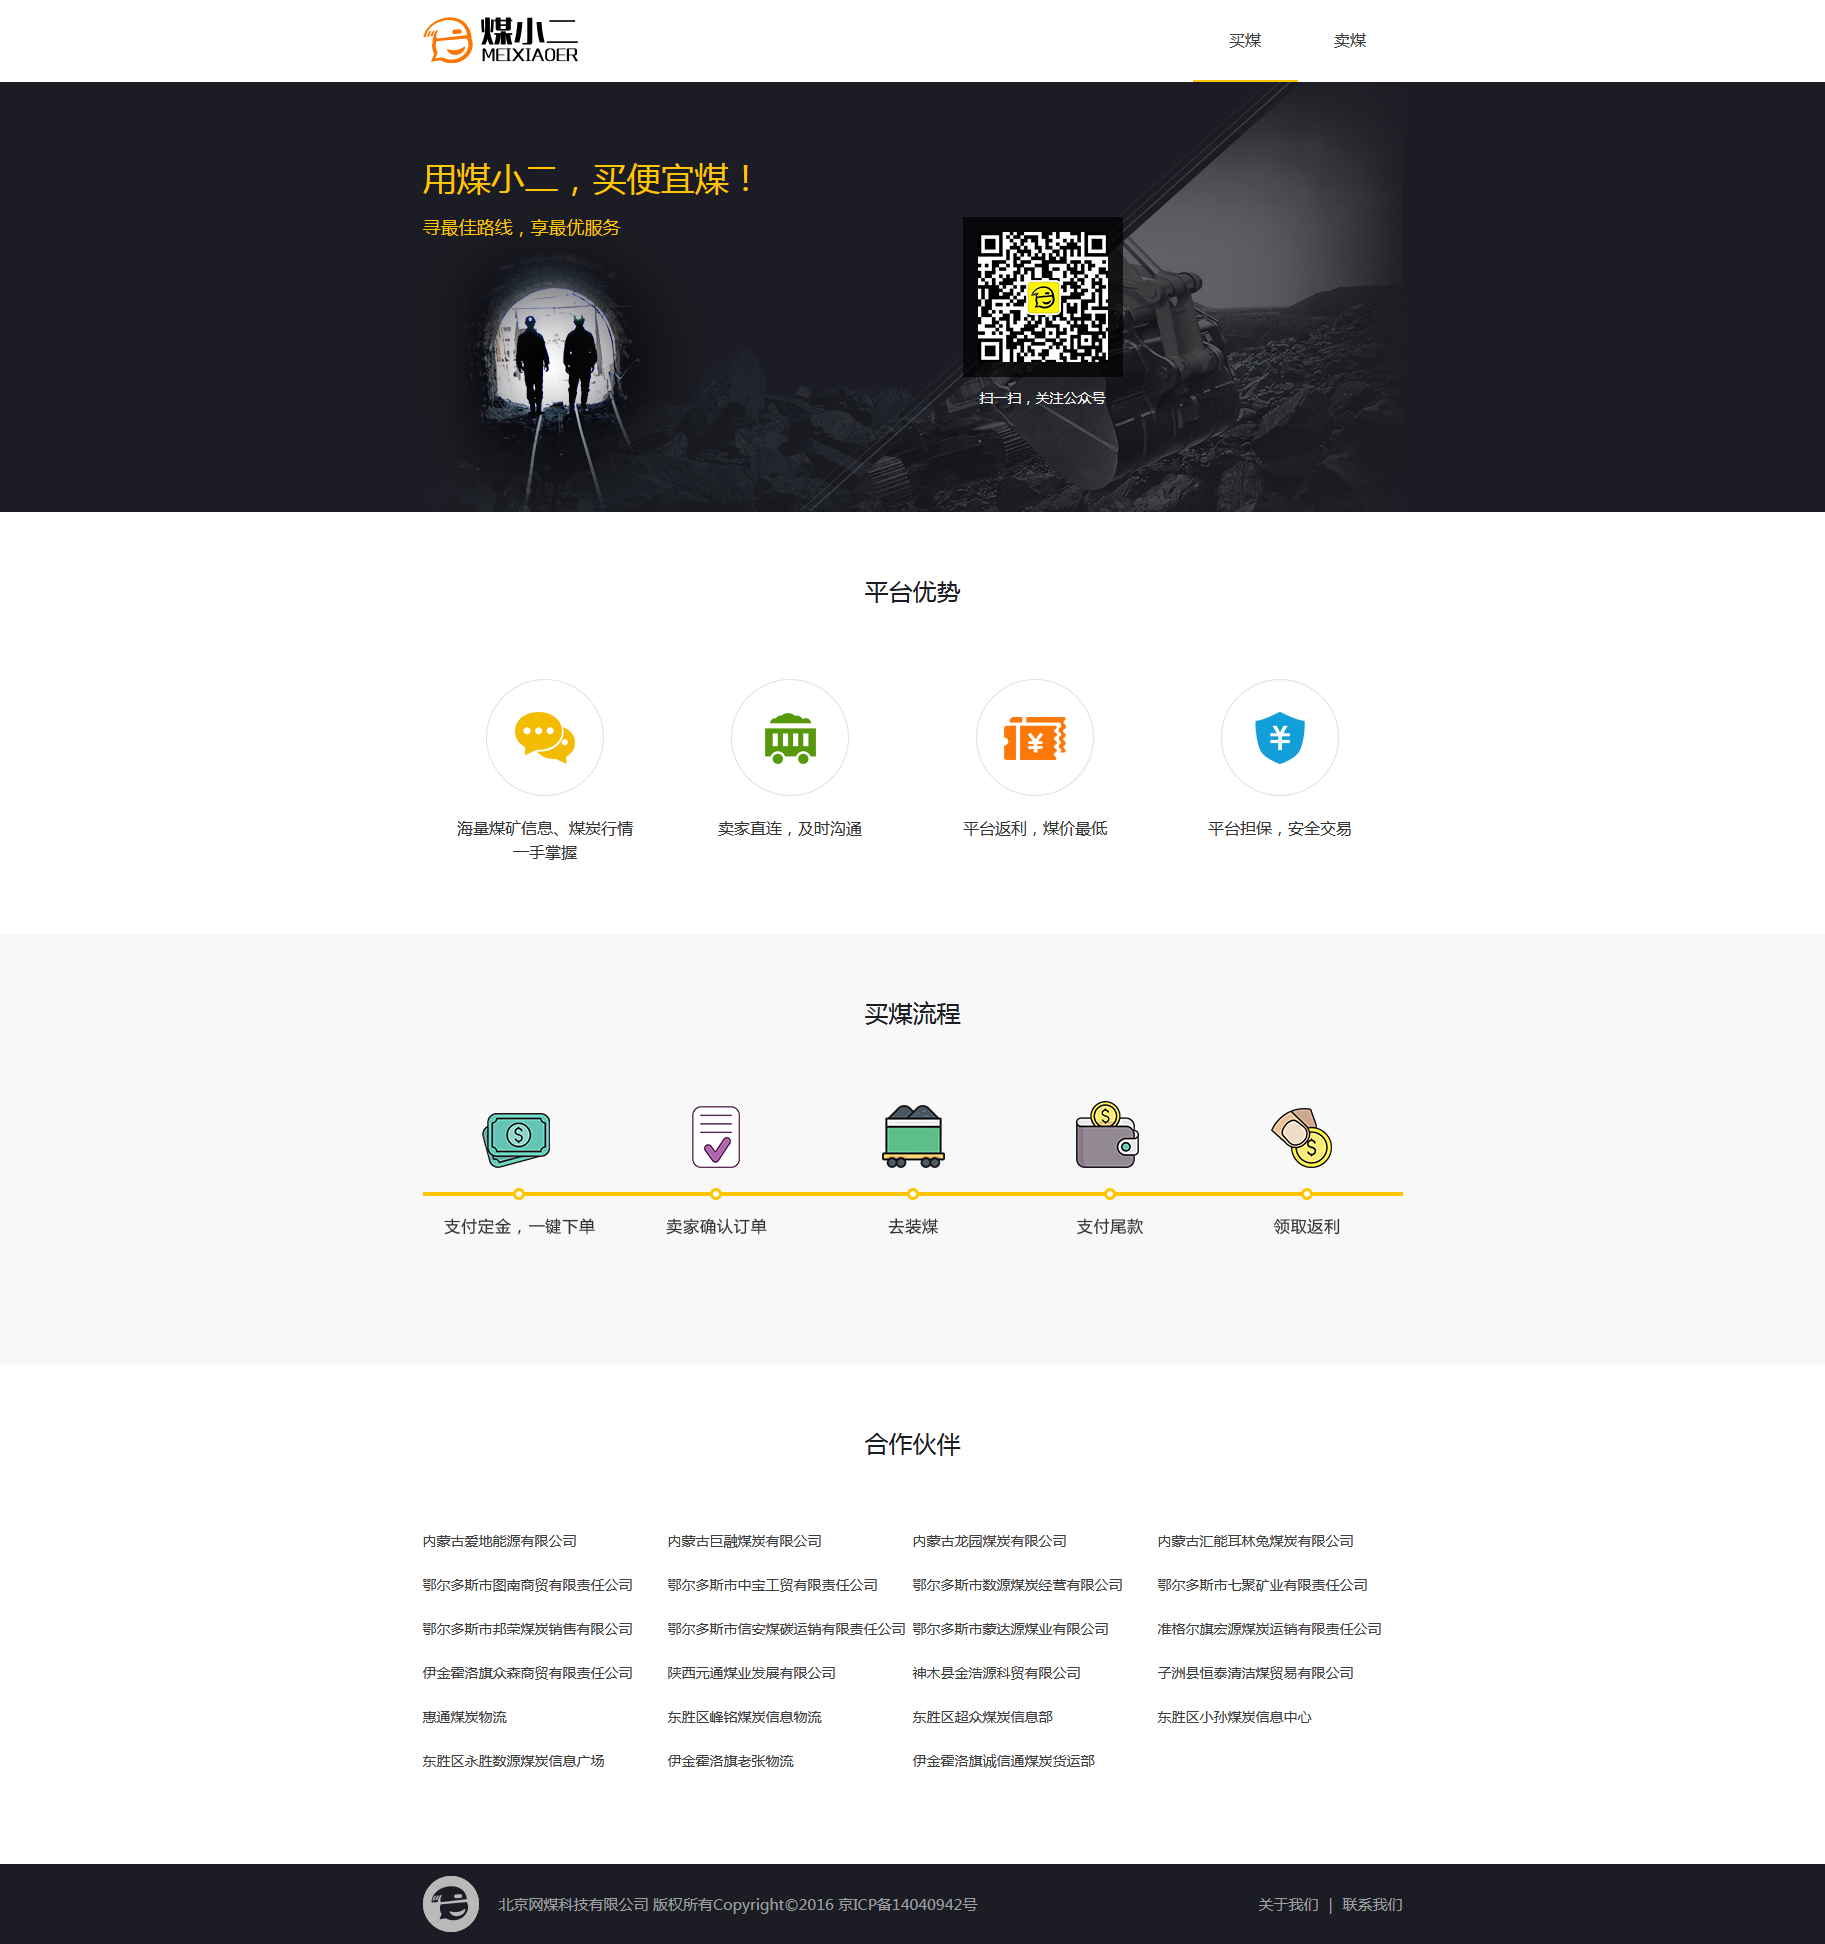 煤小二
MEIXIAOER
买煤
卖煤
用煤小二，买便宜煤！
寻最佳路线，享最优服务
扫一扫，关注公众号
平台优势
海量煤矿信息、煤炭行情
一手掌握
卖家直连，及时沟通
平台返利，煤价最低
平台担保，安全交易
买煤流程
支付定金，一键下单
卖家确认订单
去装煤
支付尾款
领取返利
合作伙伴
内蒙古爱地能源有限公司
内蒙古巨融煤炭有限公司
内蒙古龙园煤炭有限公司
内蒙古汇能耳林兔煤炭有限公司
鄂尔多斯市图南商贸有限责任公司
鄂尔多斯市中宝工贸有限责任公司
鄂尔多斯市数源煤炭经营有限公司
鄂尔多斯市七聚矿业有限责任公司
鄂尔多斯市邦荣煤炭销售有限公司
鄂尔多斯市信安煤碳运销有限责任公司
鄂尔多斯市蒙达源煤业有限公司
准格尔旗宏源煤炭运销有限责任公司
伊金霍洛旗众森商贸有限责任公司
陕西元通煤业发展有限公司
神木县金浩源科贸有限公司
子洲县恒泰清洁煤贸易有限公司
惠通煤炭物流
东胜区峰铭煤炭信息物流
东胜区超众煤炭信息部
东胜区小孙煤炭信息中心
东胜区永胜数源煤炭信息广场
伊金霍洛旗老张物流
伊金霍洛旗诚信通煤炭货运部
北京网煤科技有限公司 版权所有Copyright©2016 京ICP备14040942号
关于我们 | 联系我们